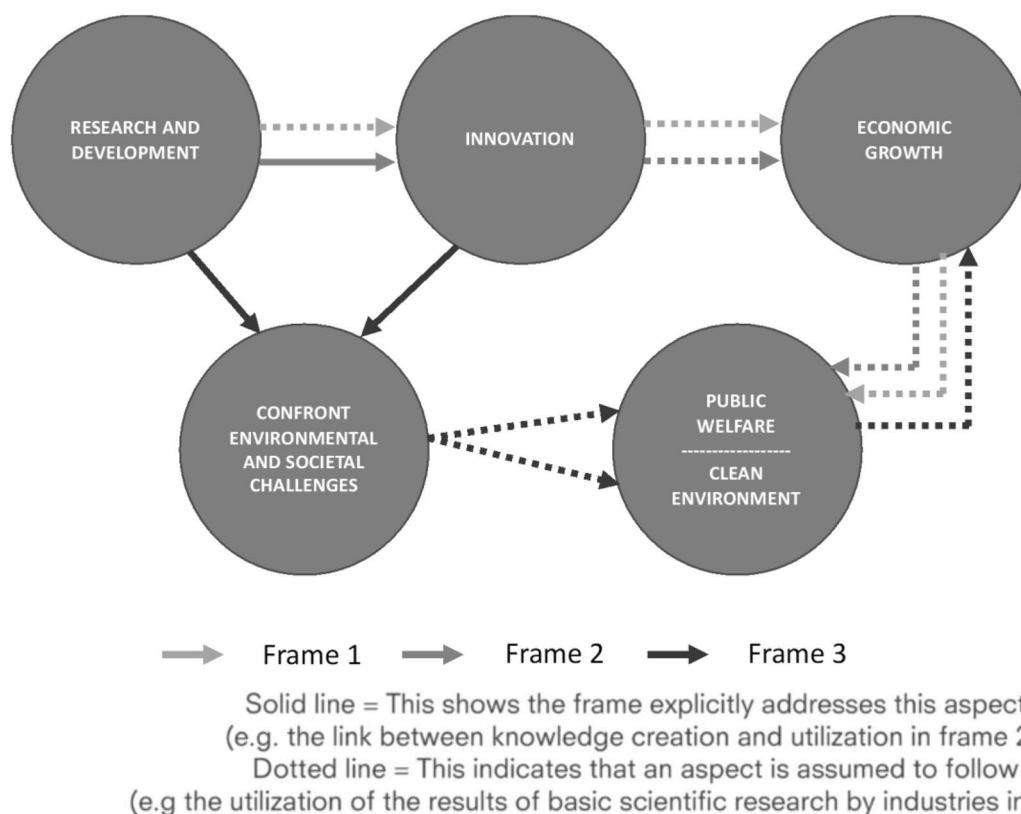 RESEARCH AND
DEVELOPMENT
INNOVATION
ECONOMIC
GROWTH
CONFRONT
ENVIRONMENTAL
AND SOCIETAL
CHALLENGES
PUBLIC
WELFARE
-------------------
CLEAN
ENVIRONMENT
Frame 1 Frame 2 Frame 3
Solid line = This shows the frame explicitly addresses this aspect
(e.g. the link between knowledge creation and utilization in frame 2
Dotted line = This indicates that an aspect is assumed to follow
(e.g the utilization of the results of basic scientific research by industries in